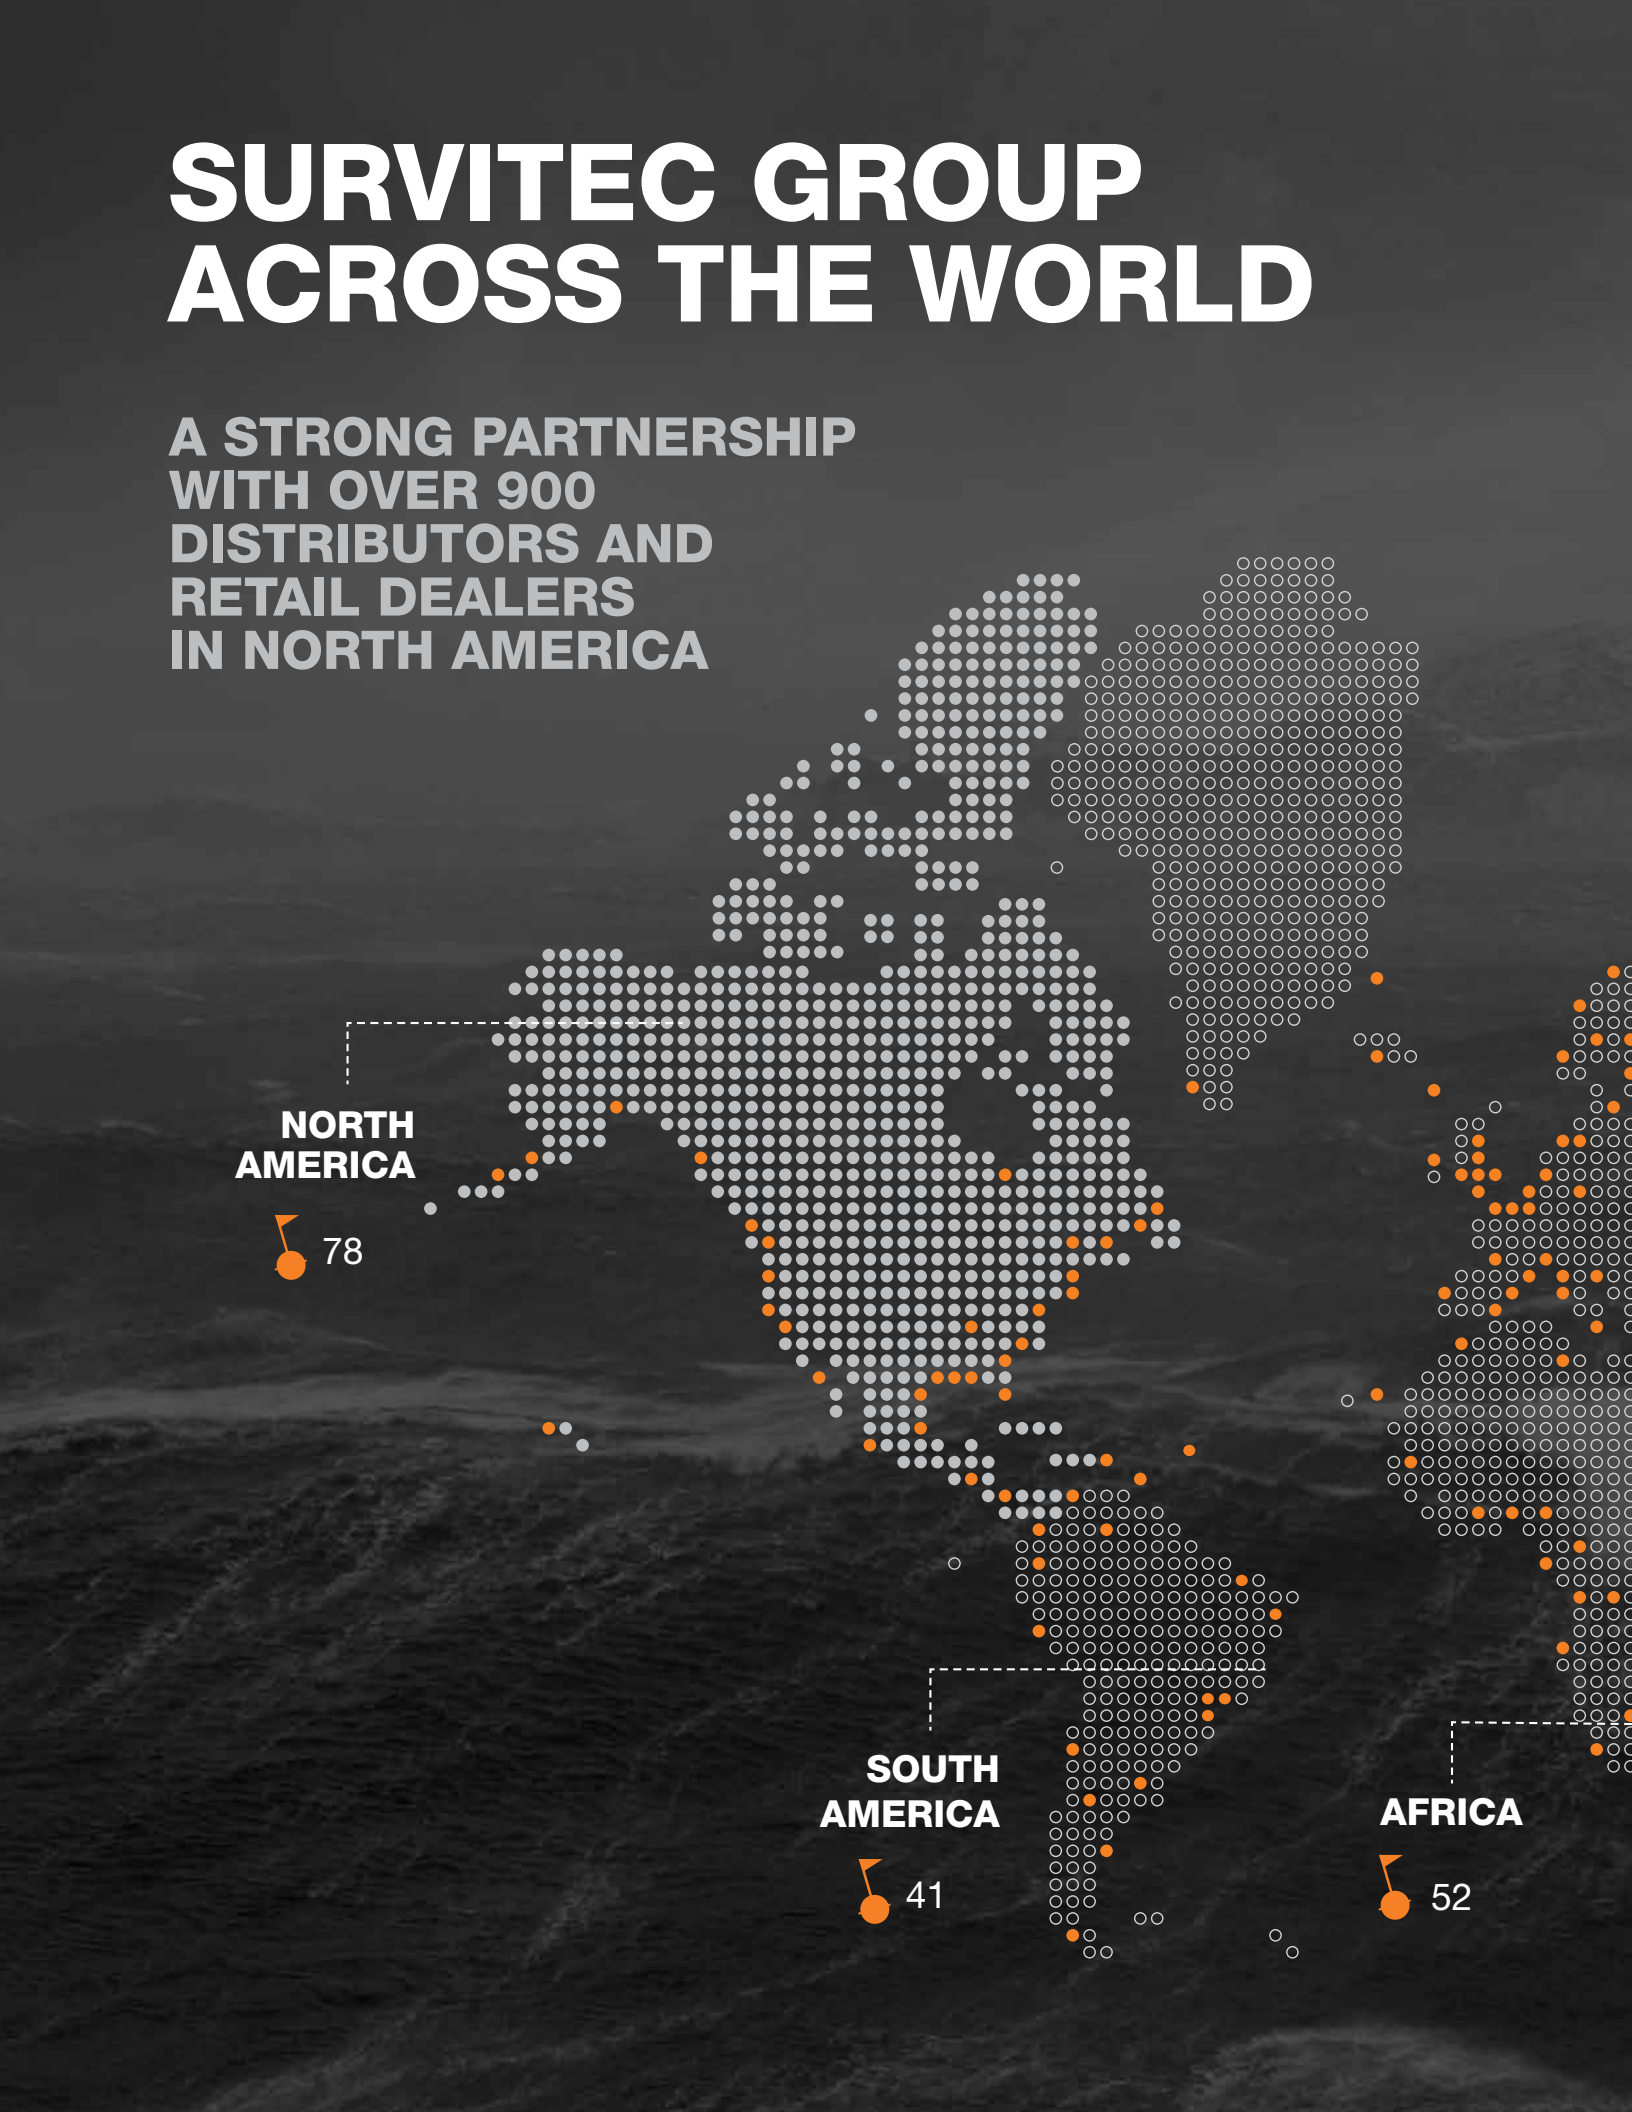 SURVITEC GROUP
ACROSS THE WORLD
A STRONG PARTNERSHIP
WITH OVER 900
DISTRIBUTORS AND
RETAIL DEALERS
IN NORTH AMERICA
NORTH
AMERICA
78
SOUTH
AMERICA
41
AFRICA
52